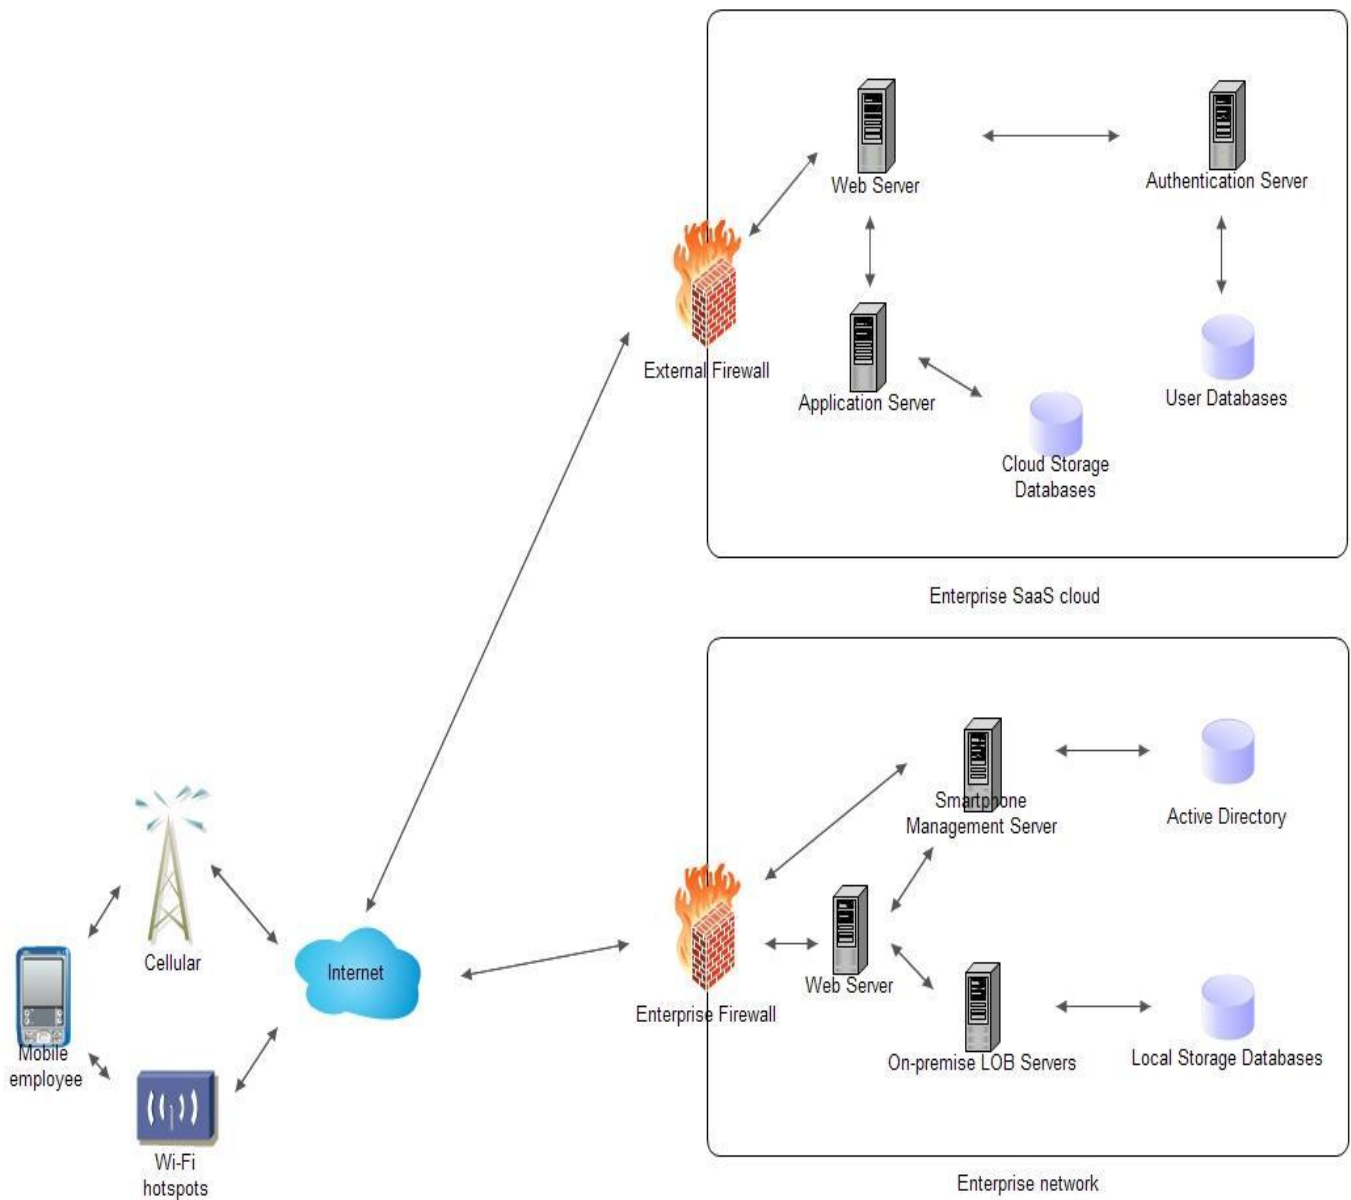 Web Server
Authentication Server
External Firewall
Application Server
User Databases
Cloud Storage
Databases
Enterprise SaaS cloud
Smartphone
Management Server
Active Directory
Cellular
Internet
Web Server
Enterprise Firewall
Mobile
employee
On-premise LOB Servers
Local Storage Databases
Wi-Fi
hotspots
Enterprise network